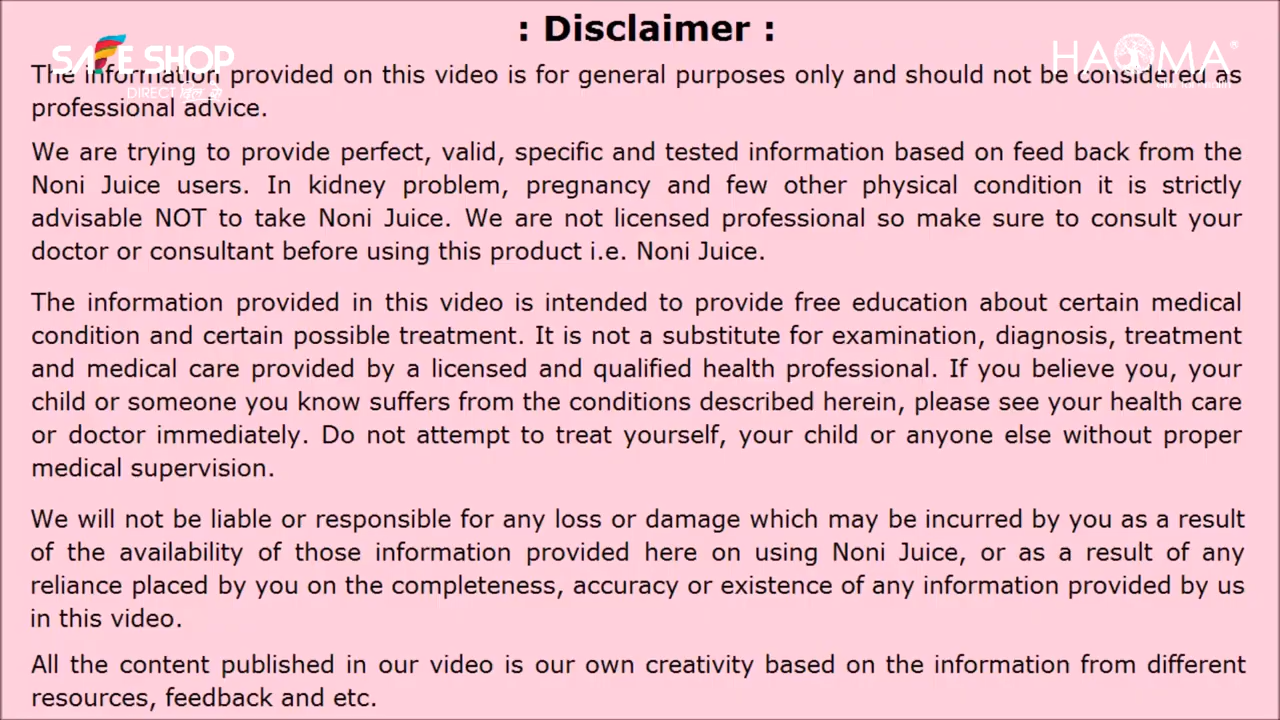 : Disclaimer :
SAFE SHOP
HAOMA®
The information provided on this video is for general purposes only and should not be considered as
DIRECT
professional advice.
We are trying to provide perfect, valid, specific and tested information based on feed back from the
Noni Juice users. In kidney problem, pregnancy and few other physical condition it is strictly
advisable NOT to take Noni Juice. We are not licensed professional so make sure to consult your
doctor or consultant before using this product i.e. Noni Juice.
The information provided in this video is intended to provide free education about certain medical
condition and certain possible treatment. It is not a substitute for examination, diagnosis, treatment
and medical care provided by a licensed and qualified health professional. If you believe you, your
child or someone you know suffers from the conditions described herein, please see your health care
or doctor immediately. Do not attempt to treat yourself, your child or anyone else without proper
medical supervision.
We will not be liable or responsible for any loss or damage which may be incurred by you as a result
of the availability of those information provided here on using Noni Juice, or as a result of any
reliance placed by you on the completeness, accuracy or existence of any information provided by us
in this video.
All the content published in our video is our own creativity based on the information from different
resources, feedback and etc.